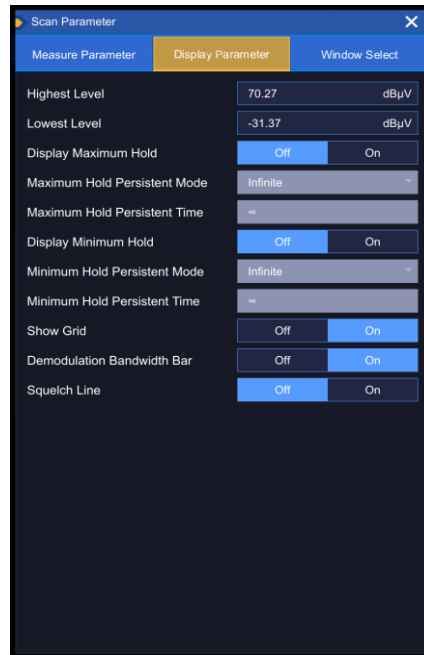 Scan Parameter
Measure Parameter Display Parameter Window Select
Highest Level 70.27 dBµV
Lowest Level -31.37 dBµV
Display Maximum Hold Off On
Maximum Hold Persistent Mode Infinite
Maximum Hold Persistent Time ∞
Display Minimum Hold Off On
Minimum Hold Persistent Mode Infinite
Minimum Hold Persistent Time ∞
Show Grid Off On
Demodulation Bandwidth Bar Off On
Squelch Line Off On